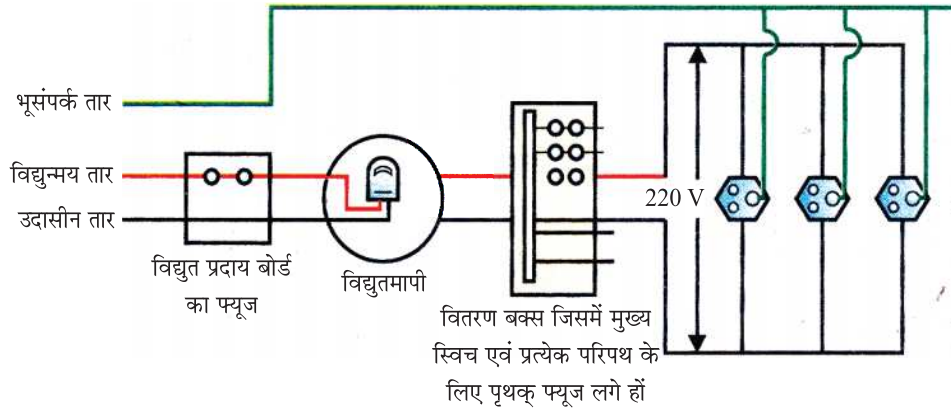 भूसंपर्क तार
विद्युन्मय तार
उदासीन तार
220 V
विद्युत प्रदाय बोर्ड
का फ्यूज
विद्युतमापी
वितरण बक्स जिसमें मुख्य
स्विच एवं प्रत्येक परिपथ के
लिए पृथक् फ्यूज लगे हों